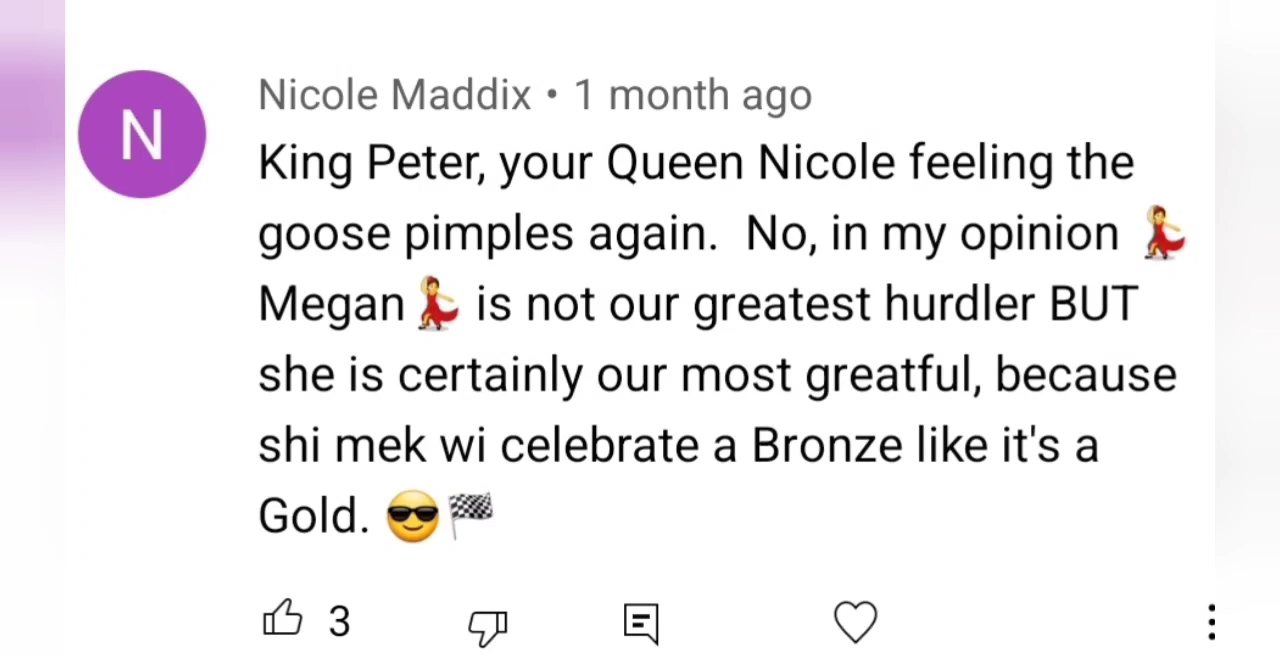 N
Nicole Maddix • 1 month ago
King Peter, your Queen Nicole feeling the
goose pimples again.  No, in my opinion 💃
Megan 💃 is not our greatest hurdler BUT
she is certainly our most greatful, because
shi mek wi celebrate a Bronze like it's a
Gold. 😎🏁
3